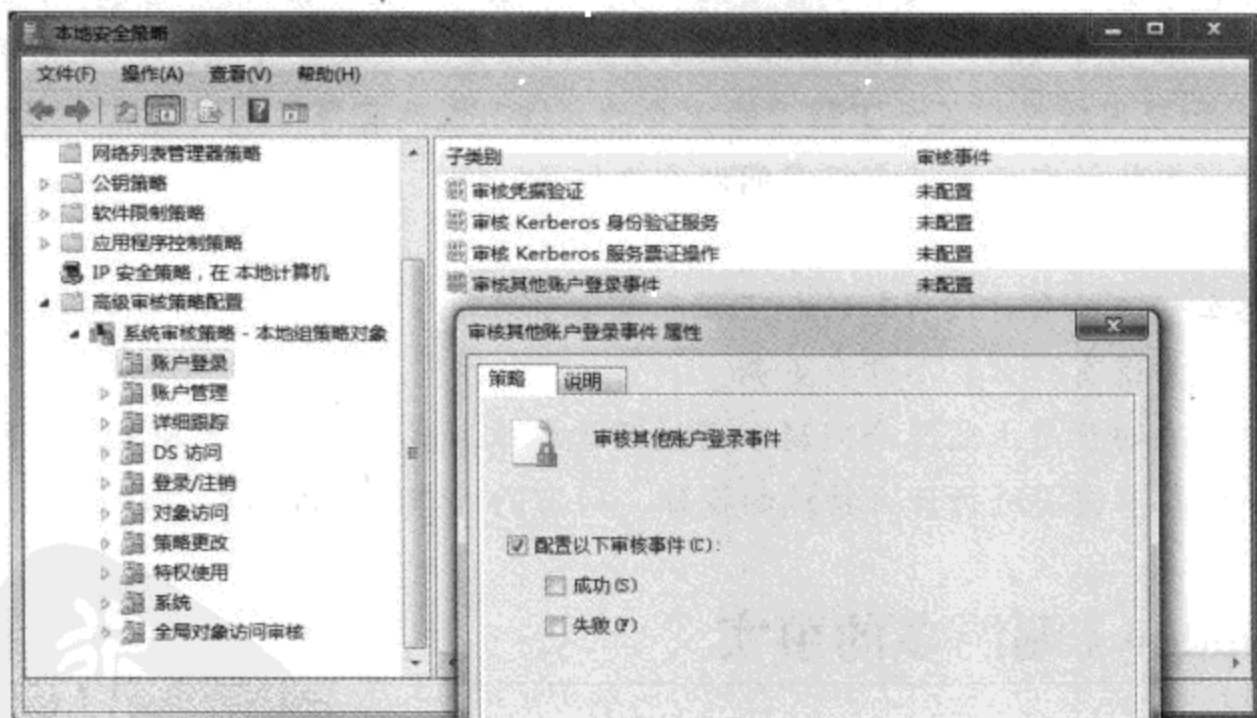 本地安全策略
文件(F) 操作(A) 查看(V) 帮助(H)
网络列表管理器策略
公钥策略
软件限制策略
应用程序控制策略
IP 安全策略，在 本地计算机
高级审核策略配置
系统审核策略 - 本地组策略对象
账户登录
账户管理
详细跟踪
DS 访问
登录/注销
对象访问
策略更改
特权使用
系统
全局对象访问审核
子类别 审核事件
审核凭据验证 未配置
审核 Kerberos 身份验证服务 未配置
审核 Kerberos 服务票证操作 未配置
审核其他账户登录事件 未配置
审核其他账户登录事件 属性
策略 说明
审核其他账户登录事件
配置以下审核事件(C):
成功(S)
失败(F)